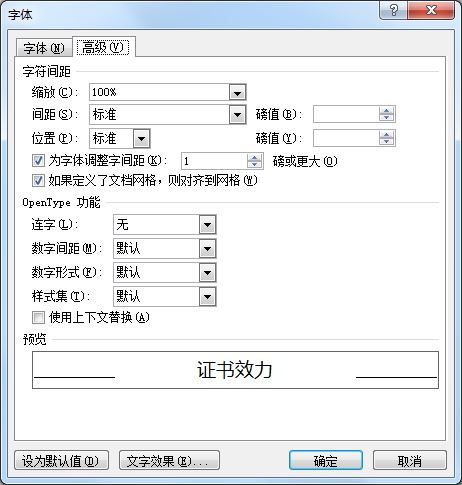 字体
字体(N) 高级(V)
字符间距
缩放(C): 100%
间距(S): 标准 磅值(B):
位置(P): 标准 磅值(Y):
为字体调整字间距(K): 1 磅或更大(O)
如果定义了文档网格，则对齐到网格(W)
OpenType 功能
连字(L): 无
数字间距(M): 默认
数字形式(F): 默认
样式集(T): 默认
使用上下文替换(A)
预览
证书效力
设为默认值(D) 文字效果(E)... 确定 取消